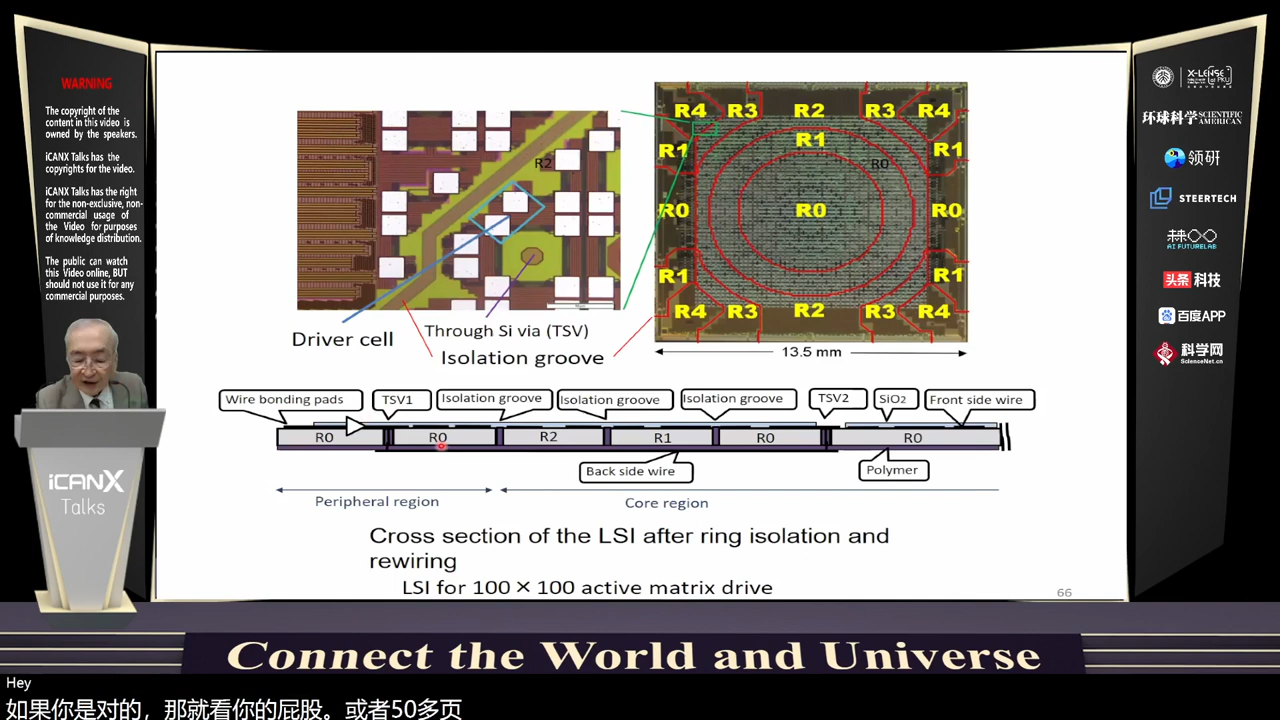 WARNING
The copyright of the
content in this video is
owned by the speakers.
iCANX Talks has the
copyrights for the video.
iCANX Talks has the right
for the non-exclusive, non-
commercial usage of
the Video for purposes
of knowledge distribution.
The public can watch
this Video online, BUT
should not use it for any
commercial purposes.
iCANX
Talks
R2
Driver cell
Through Si via (TSV)
Isolation groove
R4 R3 R2 R3 R4
R1 R1 R1
R0
R0 R0 R0
R1 R1
R4 R3 R2 R3 R4
13.5 mm
Wire bonding pads
TSV1
Isolation groove
Isolation groove
Isolation groove
TSV2
SiO2
Front side wire
R0 R0 R2 R1 R0 R0
Back side wire
Polymer
Peripheral region
Core region
Cross section of the LSI after ring isolation and
rewiring
LSI for 100 × 100 active matrix drive
66
X-LENSE
环球科学 SCIENTIFIC AMERICAN
领研
STEERTECH
AI FUTURELAB
头条 科技
百度APP
科学网
ScienceNet.cn
Connect the World and Universe
Hey
如果你是对的，那就看你的屁股。或者50多页